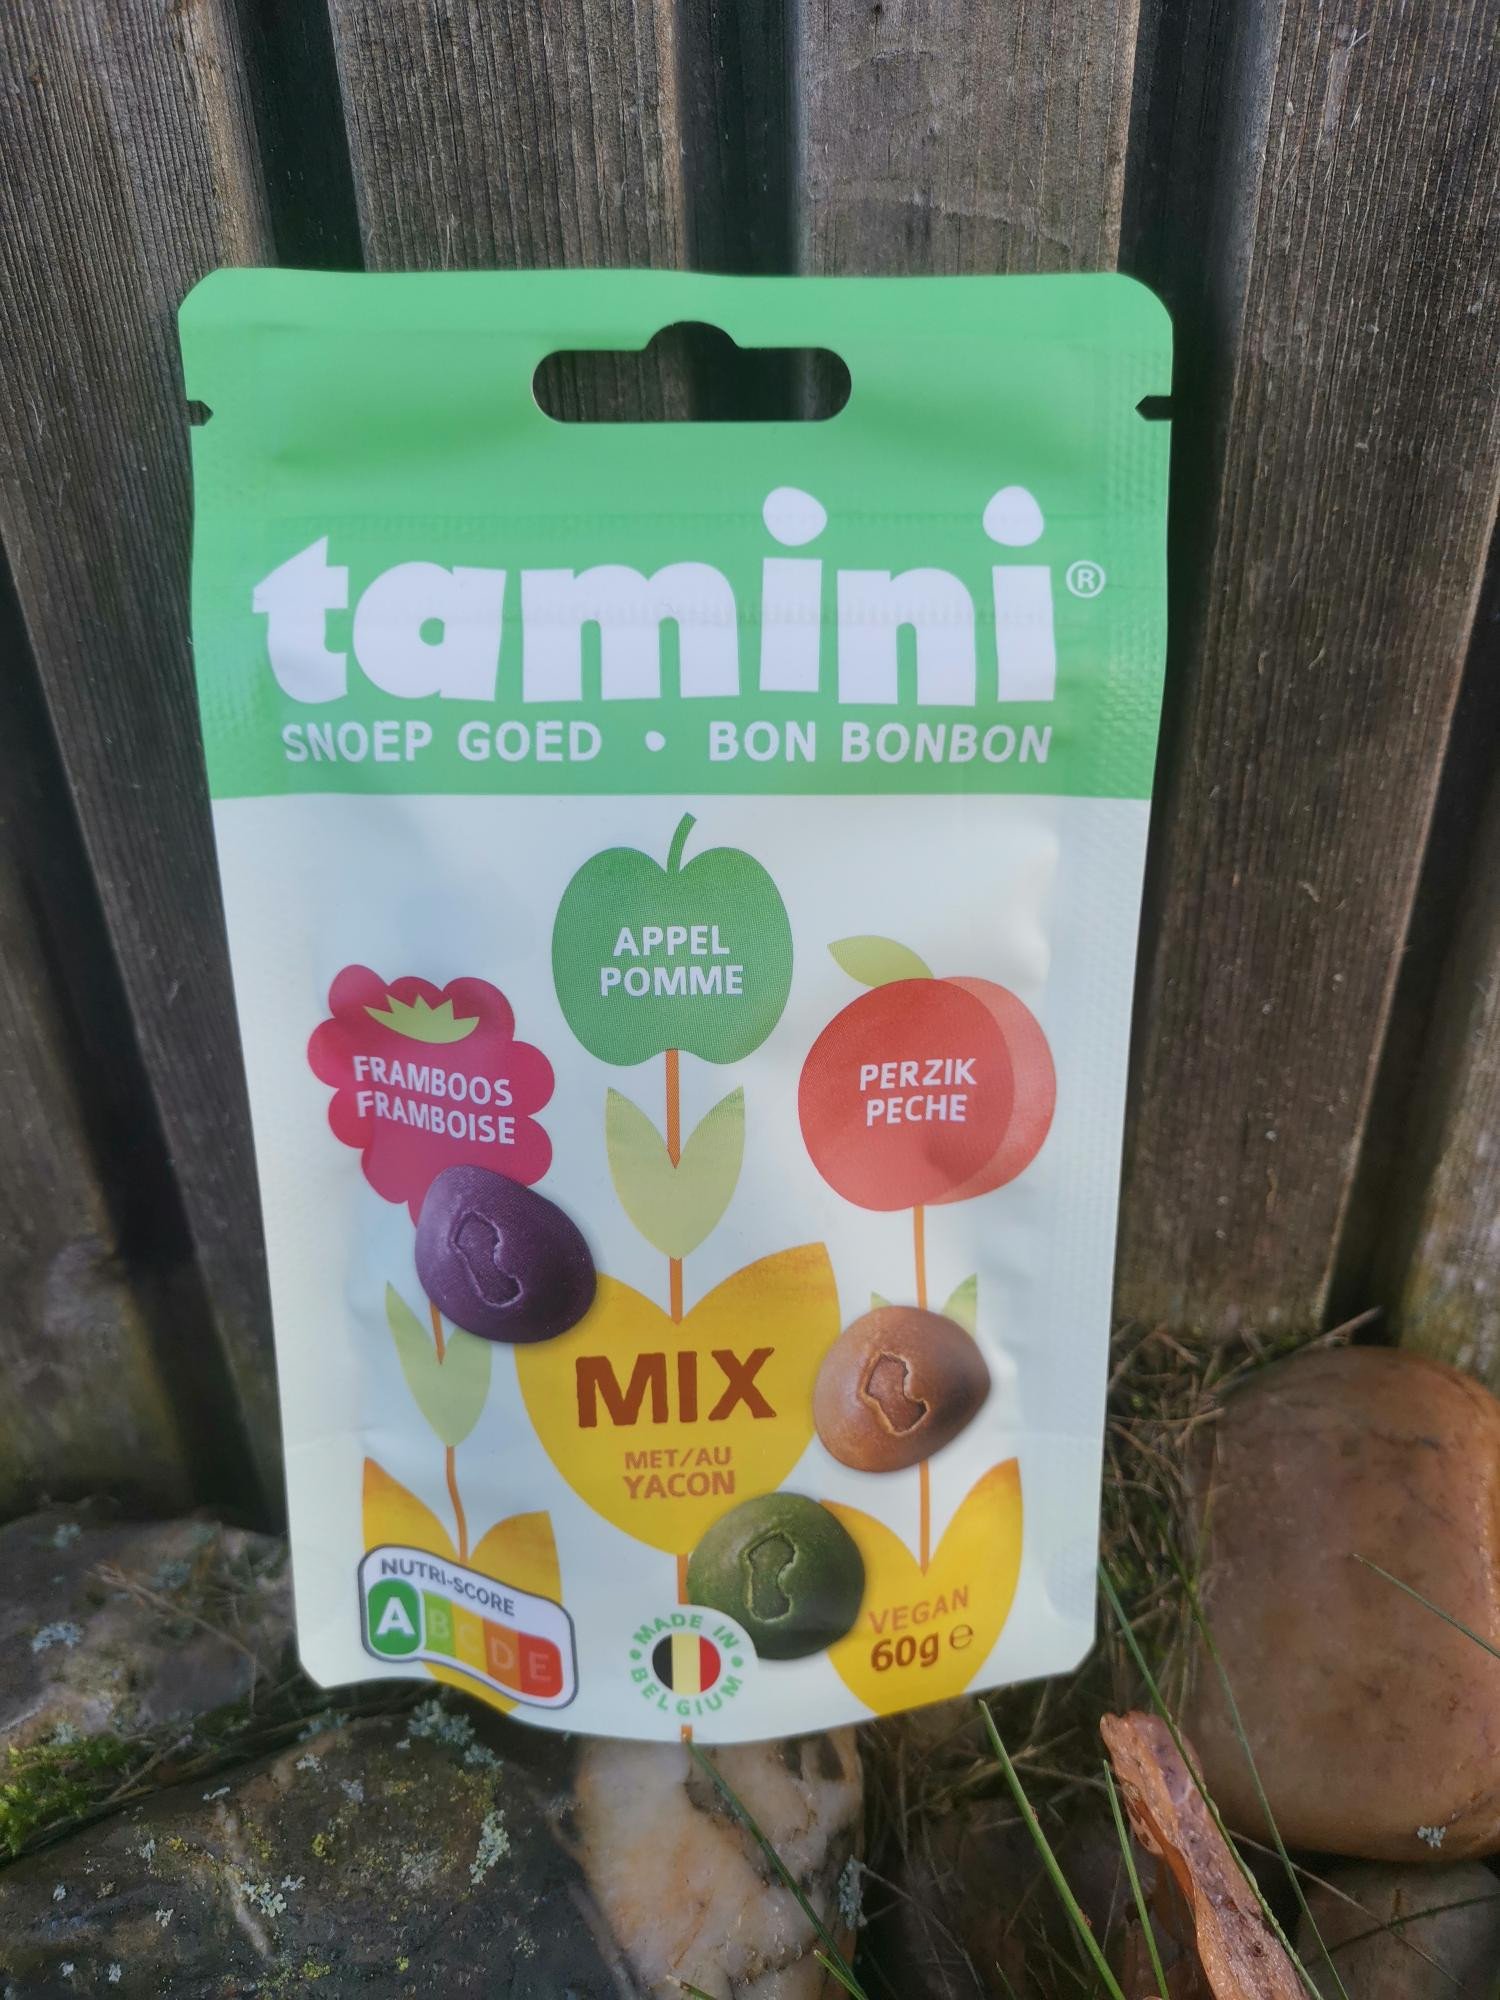 tamini®
SNOEP GOED • BON BONBON
APPEL
POMME
FRAMBOOS
FRAMBOISE
PERZIK
PECHE
MIX
MET/AU
YACON
NUTRI-SCORE
A B C D E
MADE IN
BELGIUM
VEGAN
60g e